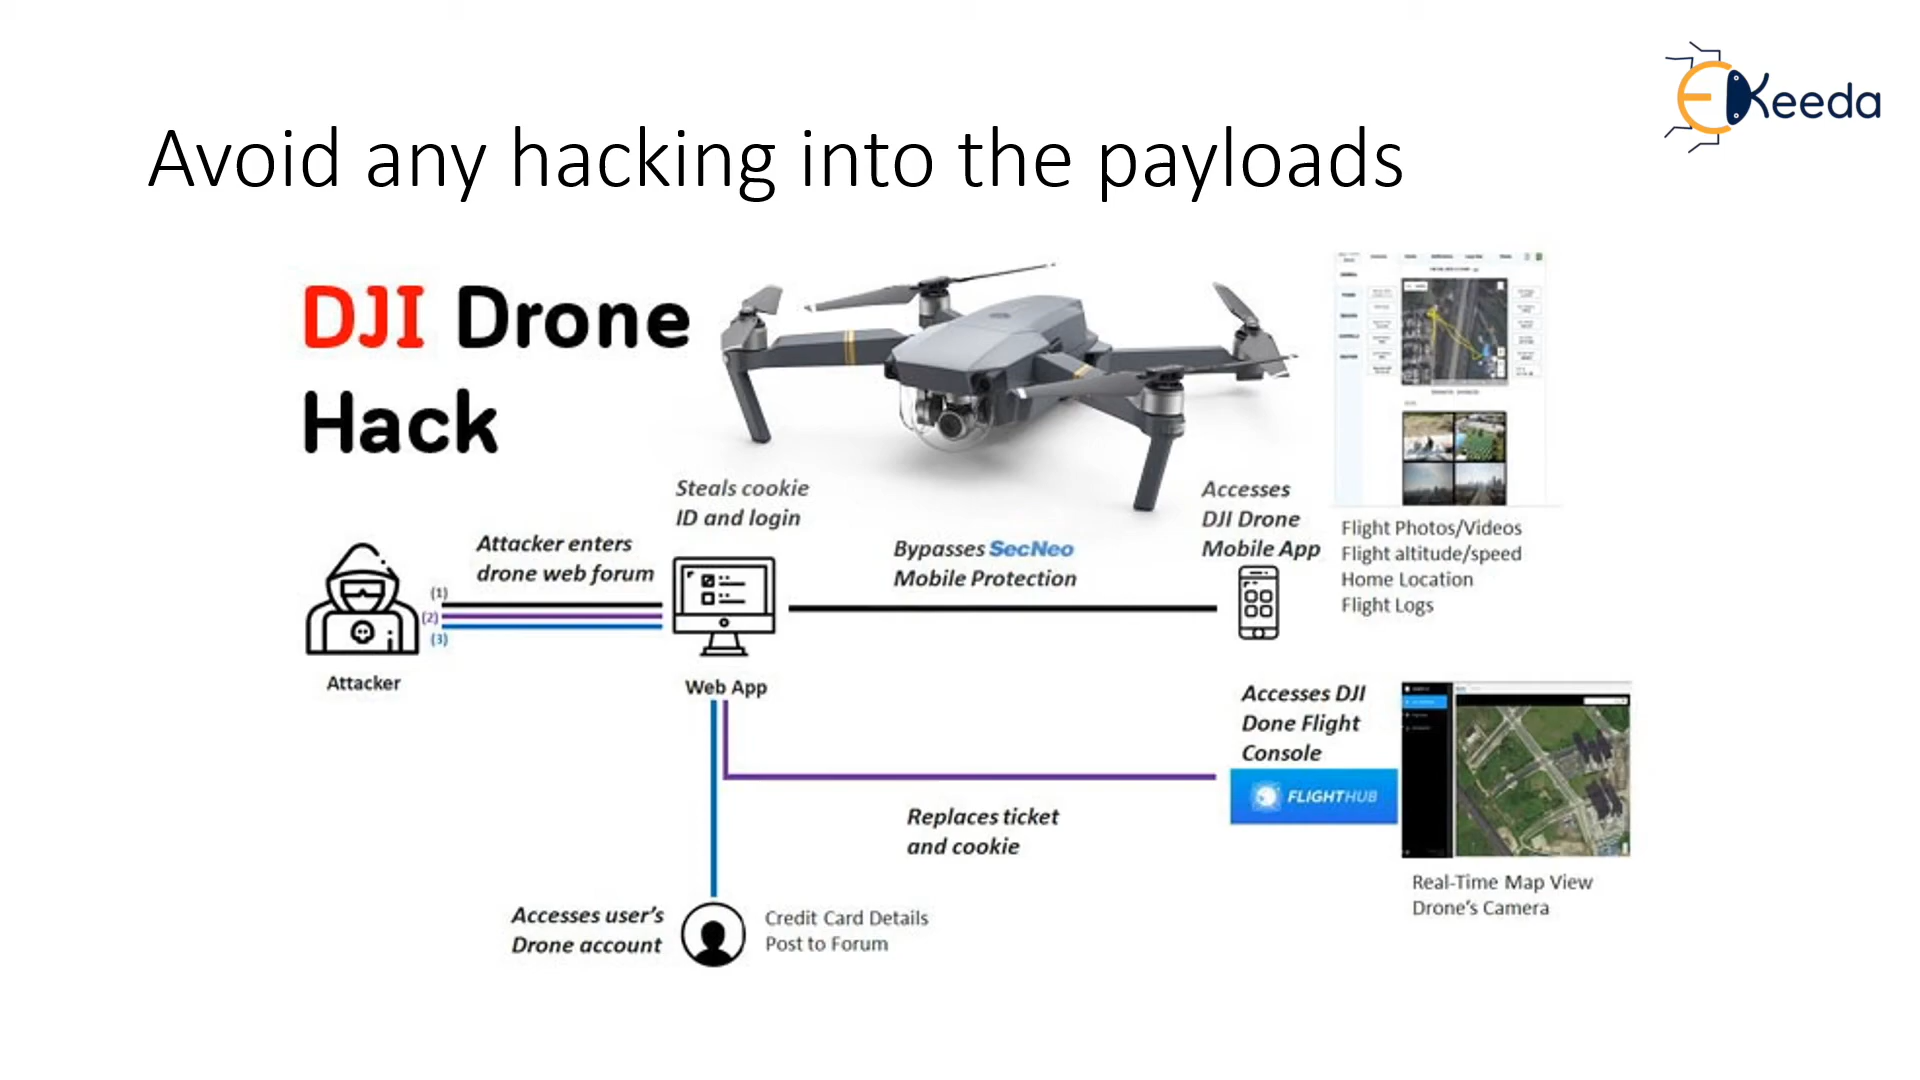 EKeeda
Avoid any hacking into the payloads
DJI Drone
Hack
Steals cookie
ID and login
Attacker enters
drone web forum
Bypasses SecNeo
Mobile Protection
Accesses
DJI Drone
Mobile App
Flight Photos/Videos
Flight altitude/speed
Home Location
Flight Logs
(1)
(2)
(3)
Attacker
Web App
Accesses DJI
Done Flight
Console
FLIGHTHUB
Replaces ticket
and cookie
Real-Time Map View
Drone's Camera
Accesses user's
Drone account
Credit Card Details
Post to Forum